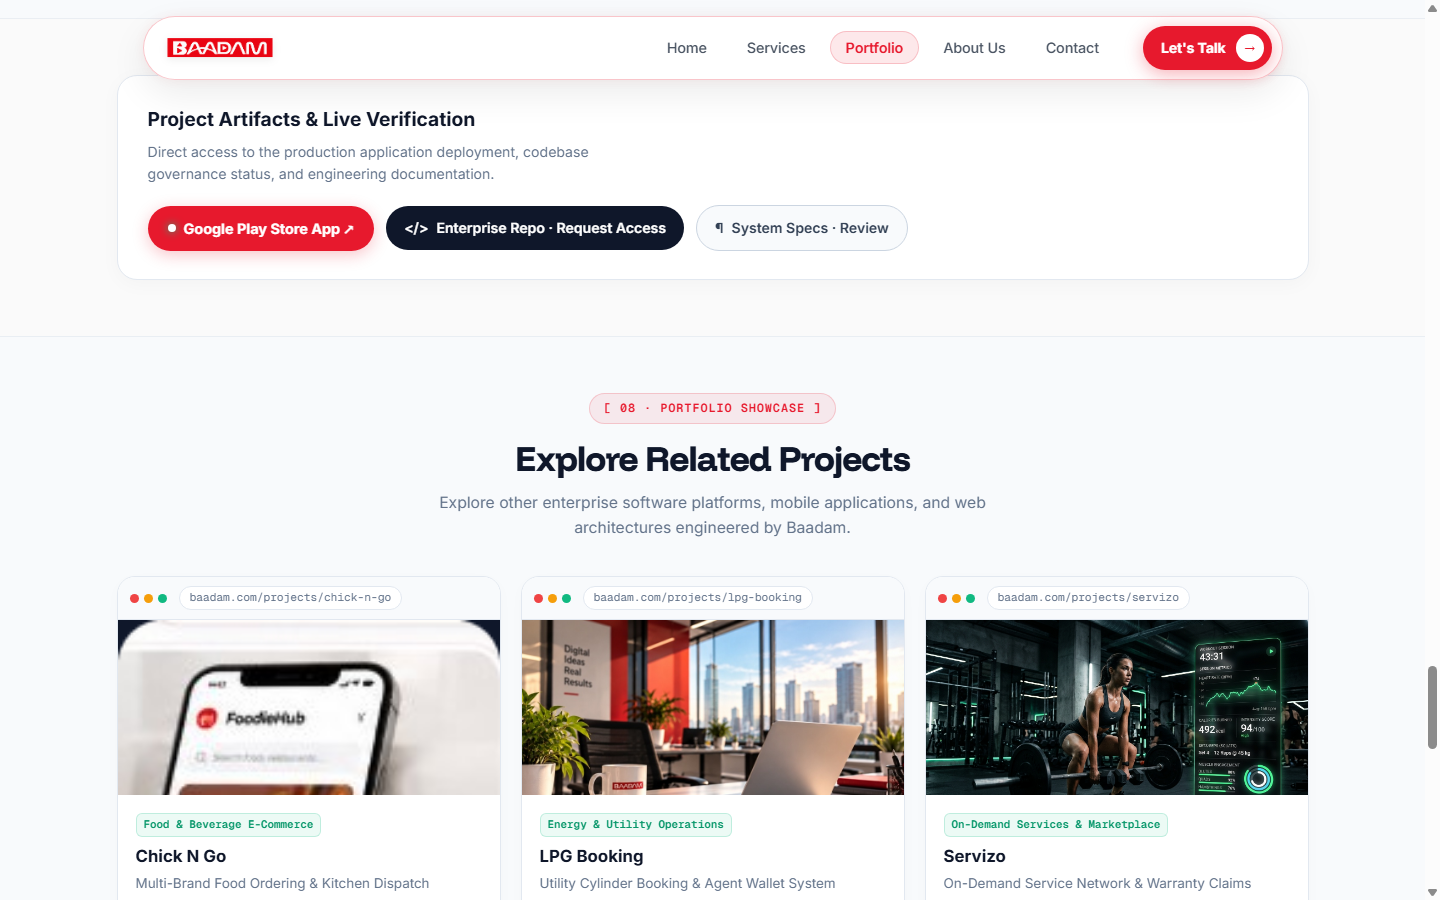 BAADAM
Home
Services
Portfolio
About Us
Contact
Let's Talk →
Project Artifacts & Live Verification
Direct access to the production application deployment, codebase
governance status, and engineering documentation.
Google Play Store App ↗
</> Enterprise Repo · Request Access
¶ System Specs · Review
[ 08 · PORTFOLIO SHOWCASE ]
Explore Related Projects
Explore other enterprise software platforms, mobile applications, and web
architectures engineered by Baadam.
baadam.com/projects/chick-n-go
baadam.com/projects/lpg-booking
baadam.com/projects/servizo
FoodieHub
Digital
Ideas
Real
Results
BAADAM
43:31
492 kcal
94/100
Food & Beverage E-Commerce
Chick N Go
Multi-Brand Food Ordering & Kitchen Dispatch
Energy & Utility Operations
LPG Booking
Utility Cylinder Booking & Agent Wallet System
On-Demand Services & Marketplace
Servizo
On-Demand Service Network & Warranty Claims